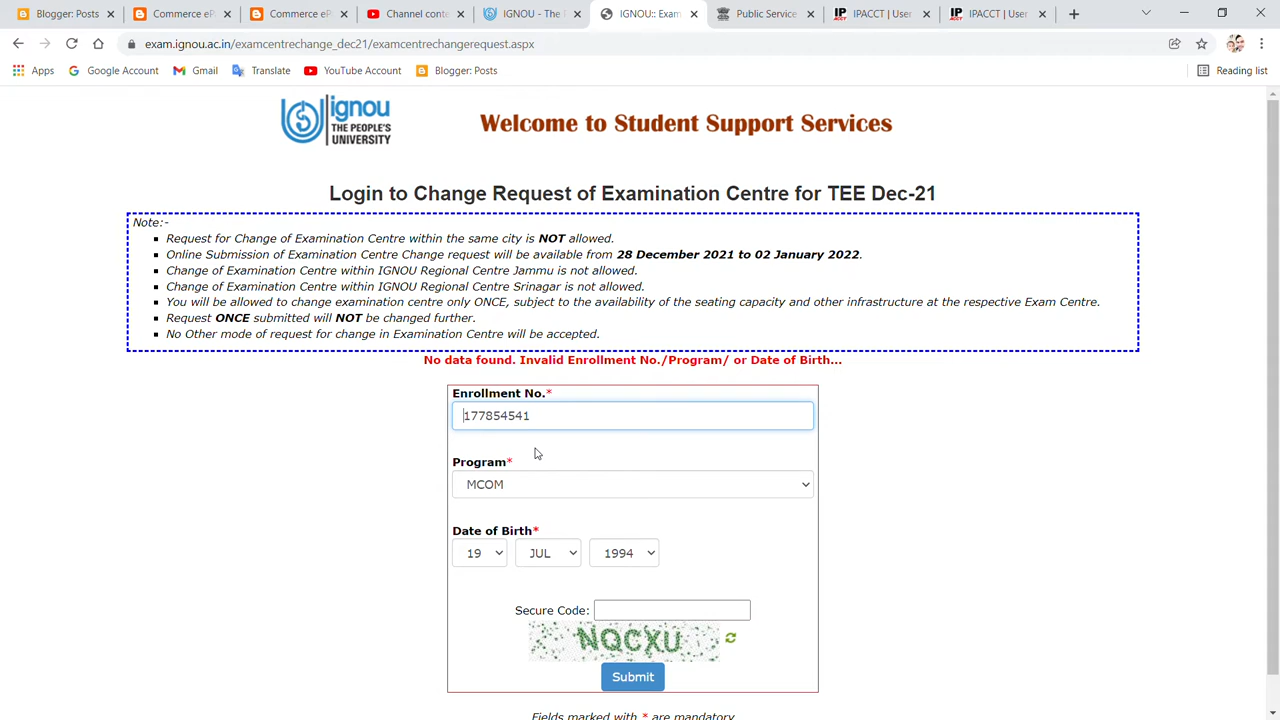 Blogger: Posts
Commerce eP
Commerce eP
Channel conte
IGNOU - The P
IGNOU:: Exam
Public Service
IP ACCT IPACCT | User
IP ACCT IPACCT | User
exam.ignou.ac.in/examcentrechange_dec21/examcentrechangerequest.aspx
Apps
Google Account
Gmail
Translate
YouTube Account
Blogger: Posts
Reading list
ignou
THE PEOPLE'S
UNIVERSITY
Welcome to Student Support Services
Login to Change Request of Examination Centre for TEE Dec-21
Note:-
Request for Change of Examination Centre within the same city is NOT allowed.
Online Submission of Examination Centre Change request will be available from 28 December 2021 to 02 January 2022.
Change of Examination Centre within IGNOU Regional Centre Jammu is not allowed.
Change of Examination Centre within IGNOU Regional Centre Srinagar is not allowed.
You will be allowed to change examination centre only ONCE, subject to the availability of the seating capacity and other infrastructure at the respective Exam Centre.
Request ONCE submitted will NOT be changed further.
No Other mode of request for change in Examination Centre will be accepted.
No data found. Invalid Enrollment No./Program/ or Date of Birth...
Enrollment No.*
177854541
Program*
MCOM
Date of Birth*
19 JUL 1994
Secure Code:
NQCXU
Submit
Fields marked with * are mandatory